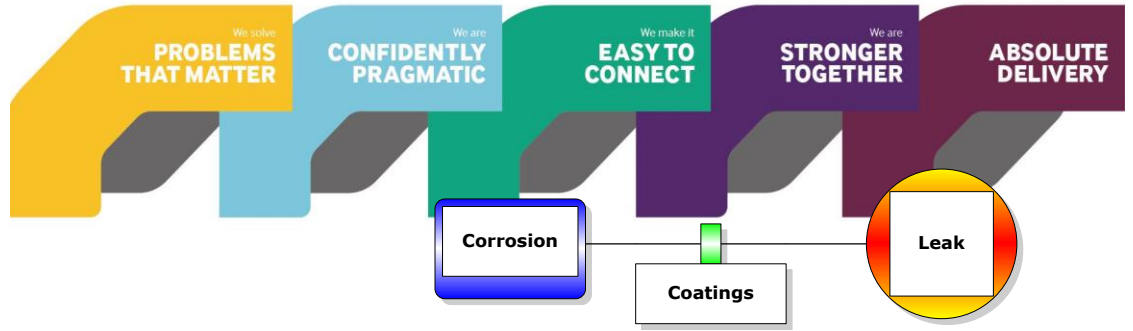 We solve
PROBLEMS
THAT MATTER
We are
CONFIDENTLY
PRAGMATIC
We make it
EASY TO
CONNECT
We are
STRONGER
TOGETHER
ABSOLUTE
DELIVERY
Corrosion
Coatings
Leak